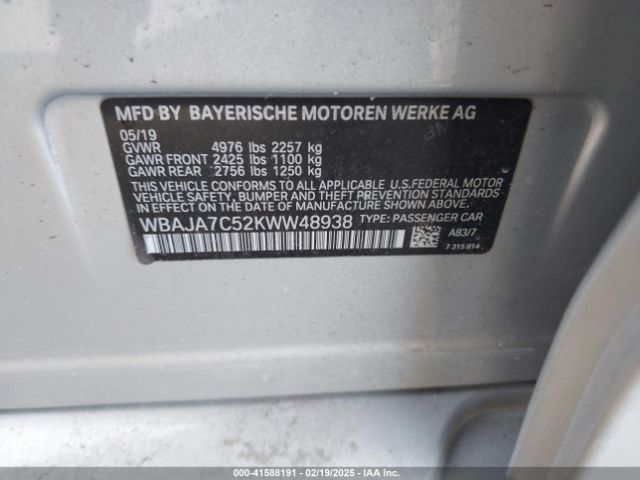 MFD BY BAYERISCHE MOTOREN WERKE AG
05/19
GVWR 4976 lbs 2257 kg
GAWR FRONT 2425 lbs 1100 kg
GAWR REAR 2756 lbs 1250 kg
THIS VEHICLE CONFORMS TO ALL APPLICABLE U.S.FEDERAL MOTOR
VEHICLE SAFETY, BUMPER AND THEFT PREVENTION
STANDARDS IN EFFECT ON THE DATE OF MANUFACTURE SHOWN ABOVE.
WBAJA7C52KWW48938 TYPE: PASSENGER CAR
A83/7
7 315 814
000-41588191 - 02/19/2025 - IAA Inc.